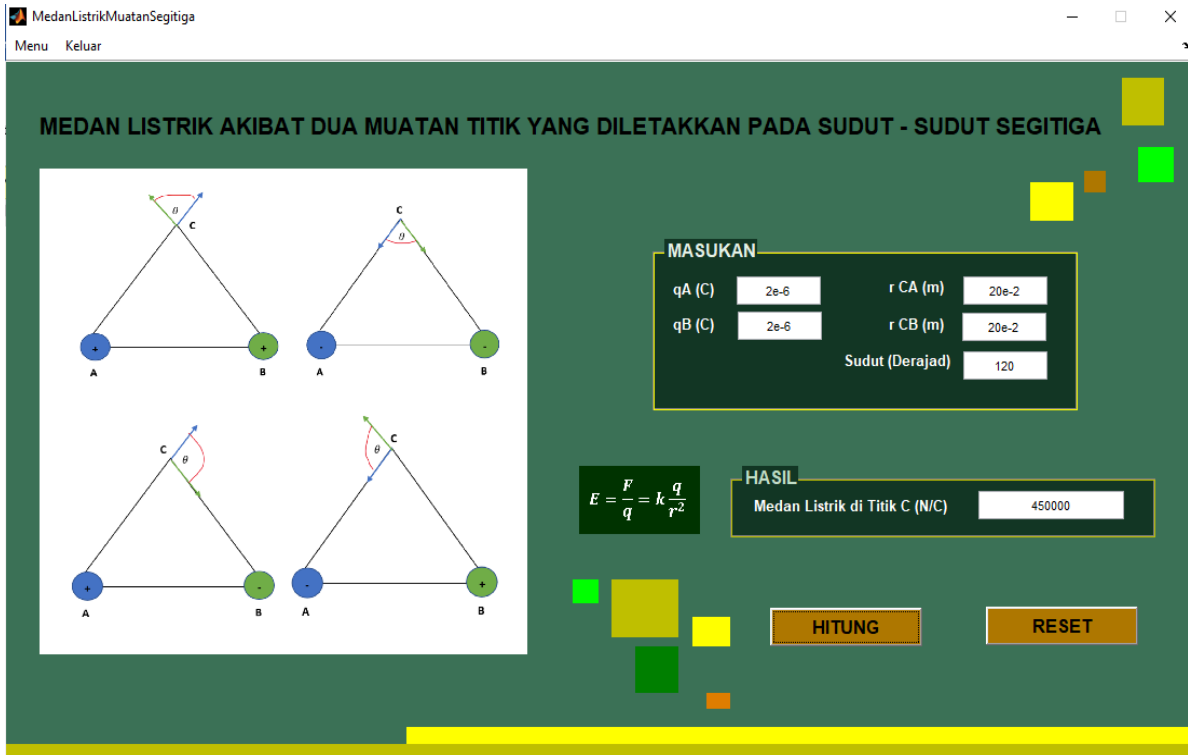 MedanListrikMuatanSegitiga
Menu Keluar
MEDAN LISTRIK AKIBAT DUA MUATAN TITIK YANG DILETAKKAN PADA SUDUT - SUDUT SEGITIGA
θ
C
+
+
A
B
C
θ
-
-
A
B
C
θ
+
-
A
B
C
θ
-
+
A
B
MASUKAN
qA (C) 2e-6 r CA (m) 20e-2
qB (C) 2e-6 r CB (m) 20e-2
Sudut (Derajad) 120
E = F/q = k q/r²
HASIL
Medan Listrik di Titik C (N/C) 450000
HITUNG RESET